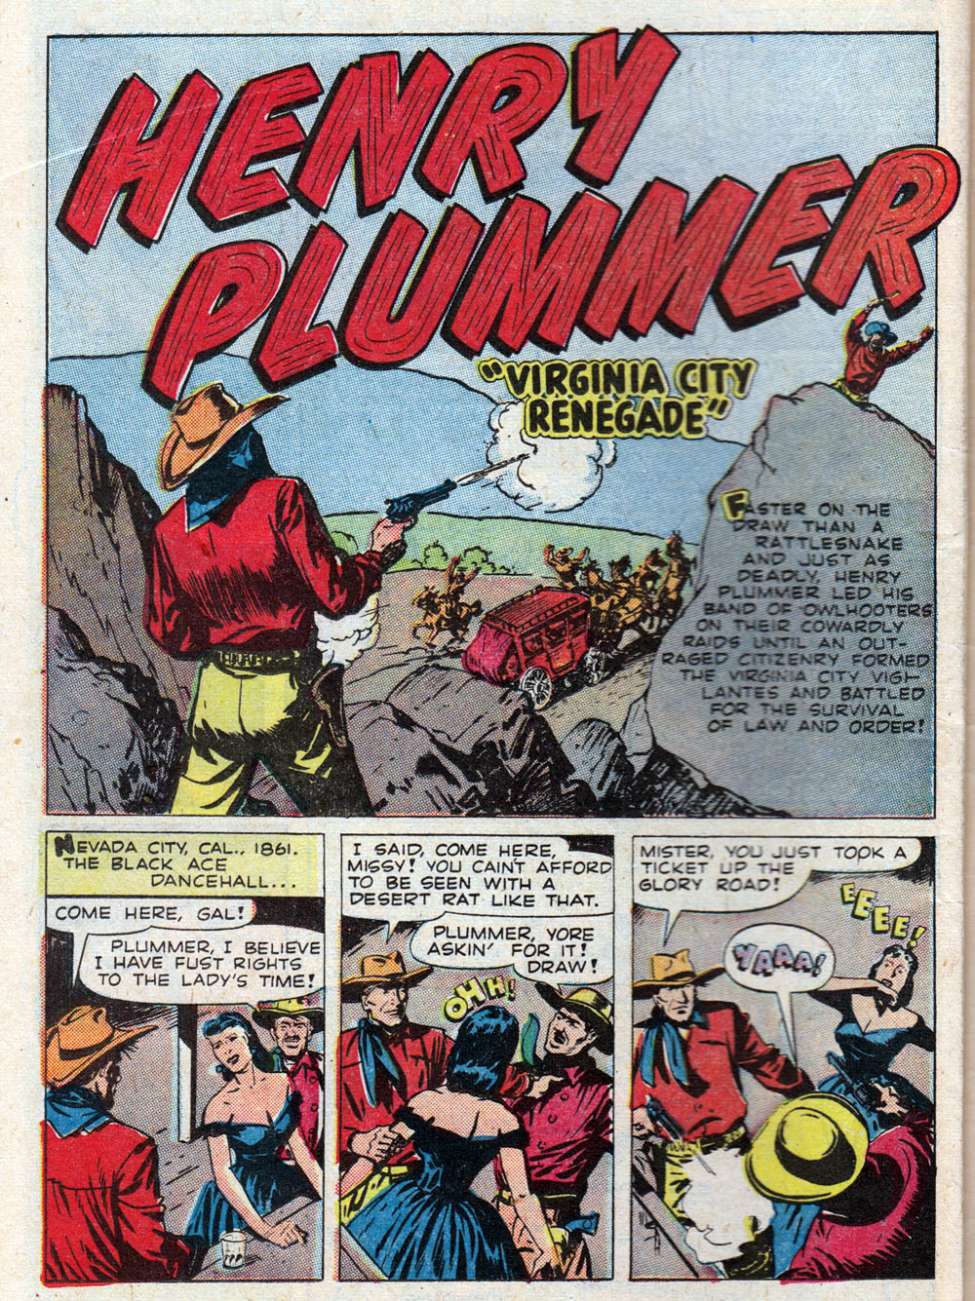 HENRY
PLUMMER
"VIRGINIA CITY
RENEGADE"
FASTER ON THE
DRAW THAN A
RATTLESNAKE
AND JUST AS
DEADLY, HENRY
PLUMMER LED HIS
BAND OF OWLHOOTERS
ON THEIR COWARDLY
RAIDS UNTIL AN OUT-
RAGED CITIZENRY FORMED
THE VIRGINIA CITY VIGI-
LANTES AND BATTLED
FOR THE SURVIVAL
OF LAW AND ORDER!
NEVADA CITY, CAL., 1861.
THE BLACK ACE
DANCEHALL...
COME HERE, GAL!
PLUMMER, I BELIEVE
I HAVE FUST RIGHTS
TO THE LADY'S TIME!
I SAID, COME HERE,
MISSY! YOU CAIN'T AFFORD
TO BE SEEN WITH A
DESERT RAT LIKE THAT.
PLUMMER, YORE
ASKIN' FOR IT!
DRAW!
OHH!
MISTER, YOU JUST TOOK A
TICKET UP THE
GLORY ROAD!
EEEE!
YAAA!